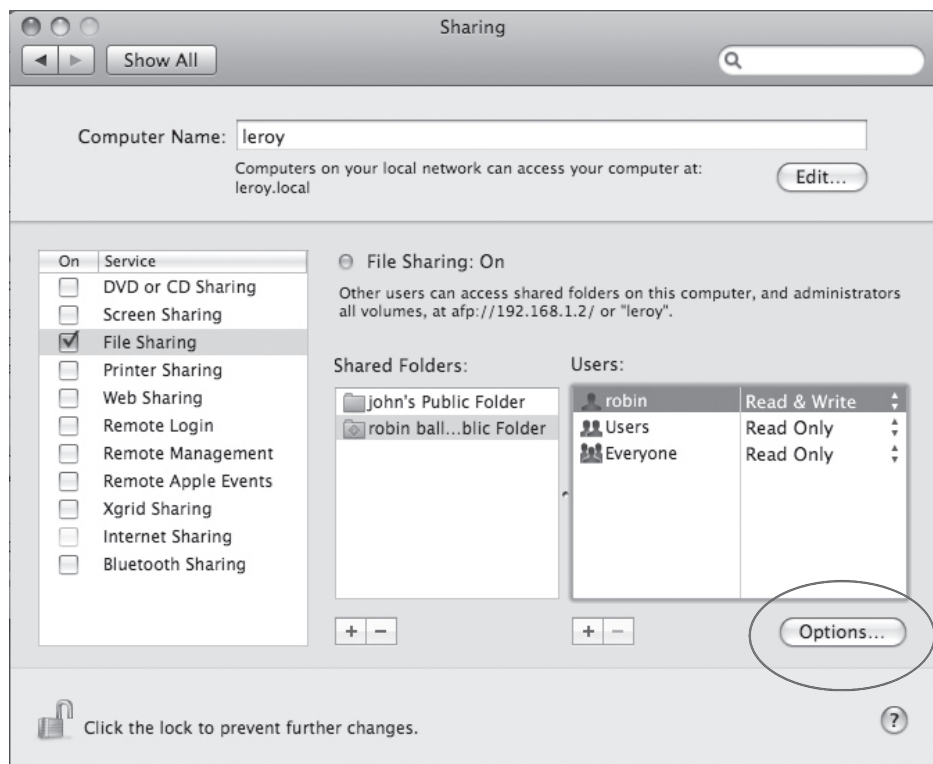 Sharing
Show All
Computer Name: leroy
Computers on your local network can access your computer at:
leroy.local
Edit...
On Service
DVD or CD Sharing
Screen Sharing
File Sharing
Printer Sharing
Web Sharing
Remote Login
Remote Management
Remote Apple Events
Xgrid Sharing
Internet Sharing
Bluetooth Sharing
File Sharing: On
Other users can access shared folders on this computer, and administrators
all volumes, at afp://192.168.1.2/ or "leroy".
Shared Folders:
john's Public Folder
robin ball...blic Folder
+ −
Users:
robin Read & Write
Users Read Only
Everyone Read Only
+ −
Options...
Click the lock to prevent further changes.
?